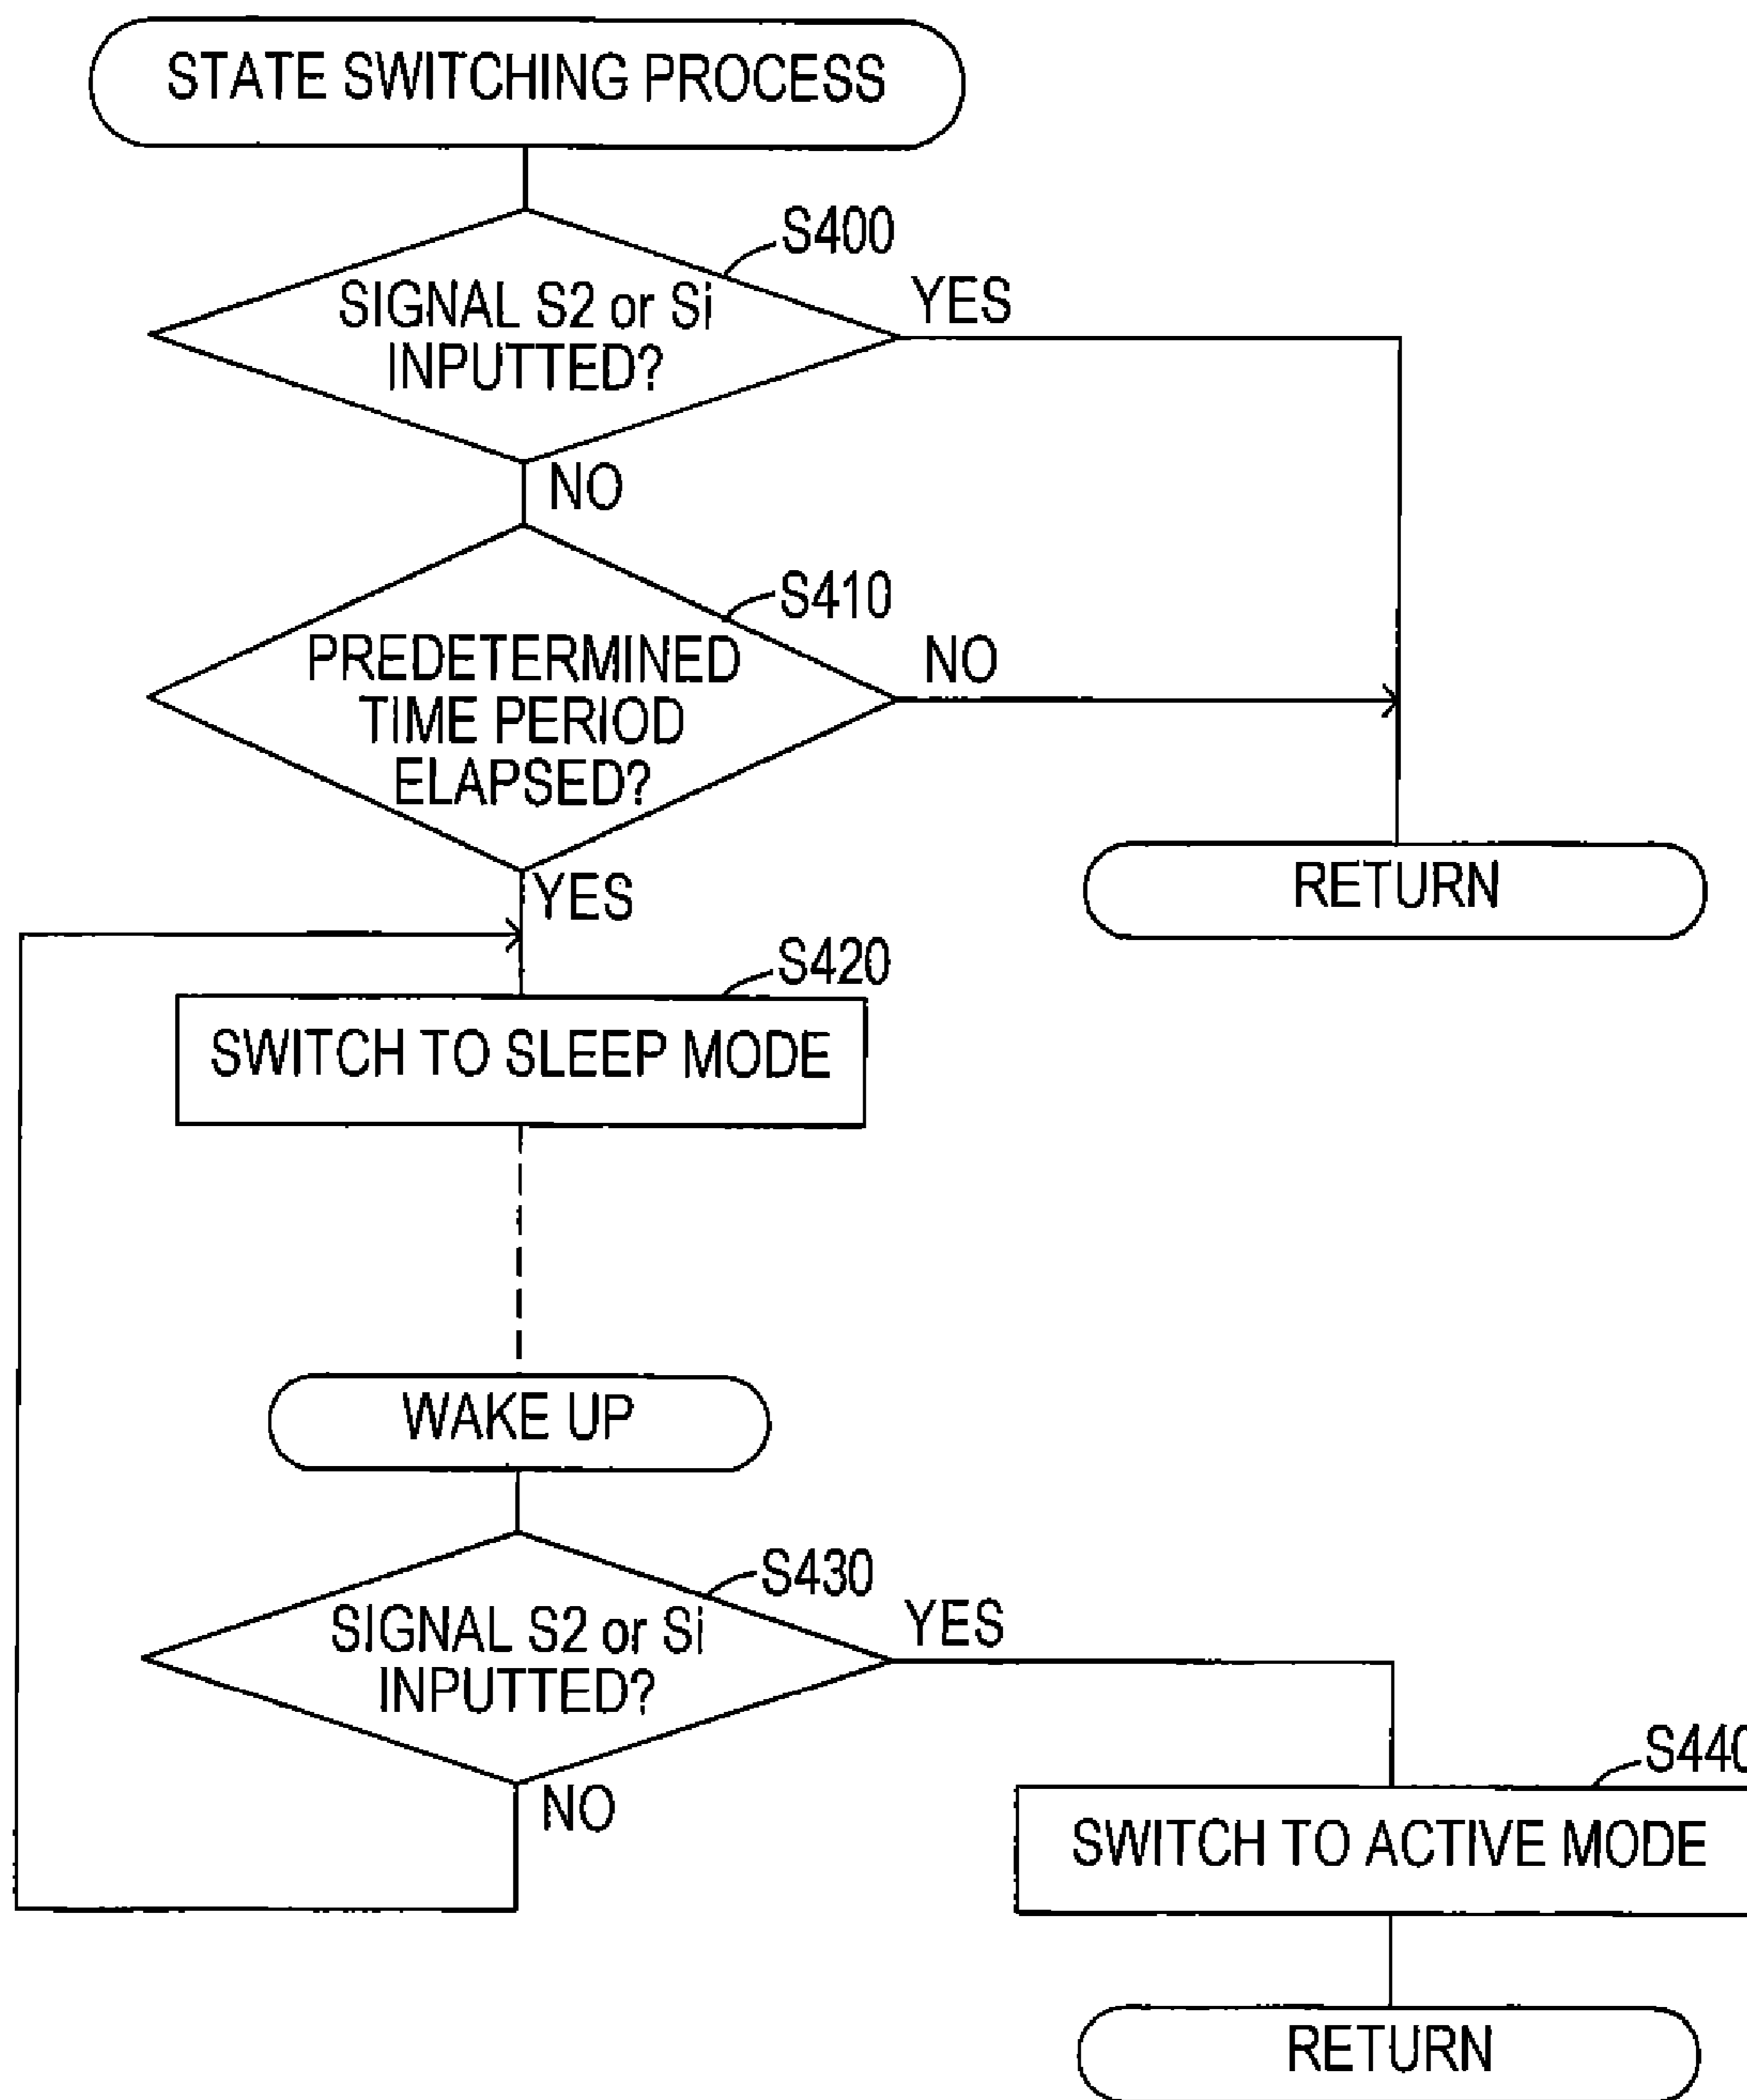 STATE SWITCHING PROCESS
S400
SIGNAL S2 or Si
INPUTTED?
YES
NO
S410
PREDETERMINED
TIME PERIOD
ELAPSED?
NO
YES
RETURN
S420
SWITCH TO SLEEP MODE
WAKE UP
S430
SIGNAL S2 or Si
INPUTTED?
YES
NO
S440
SWITCH TO ACTIVE MODE
RETURN